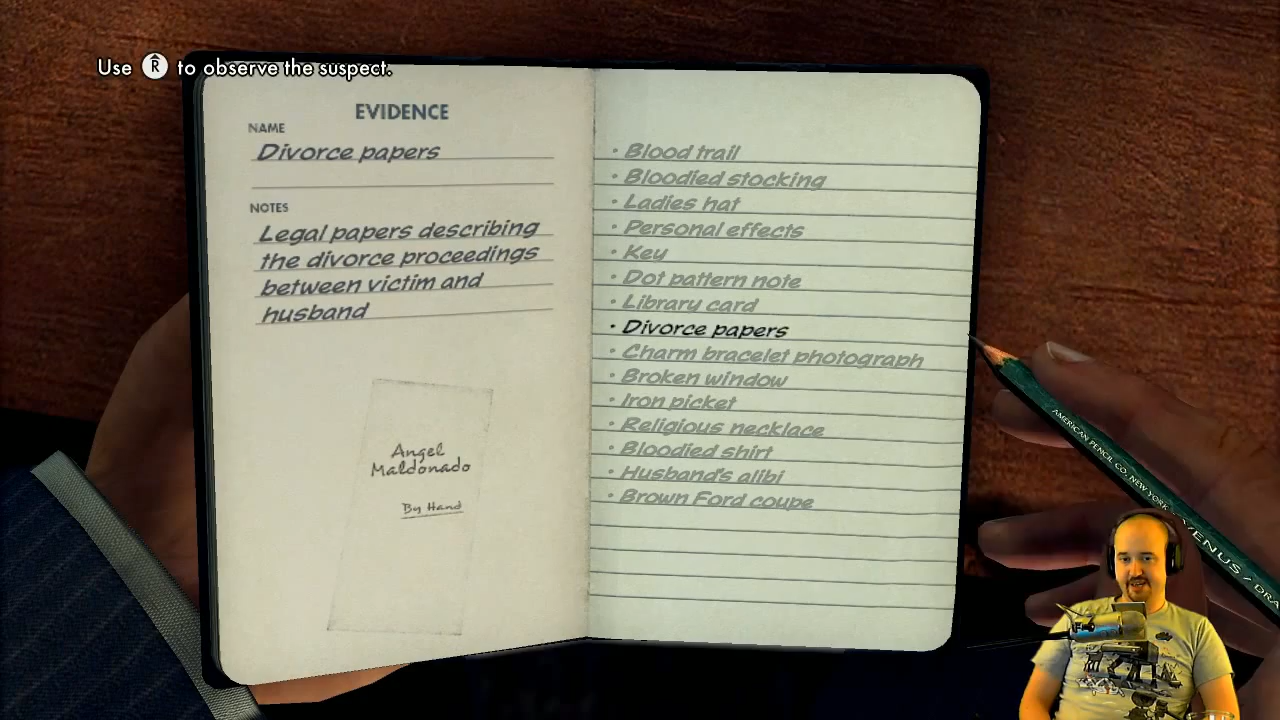 Use R to observe the suspect.
EVIDENCE
NAME
Divorce papers
NOTES
Legal papers describing
the divorce proceedings
between victim and
husband
Angel
Maldonado
By Hand
• Blood trail
• Bloodied stocking
• Ladies hat
• Personal effects
• Key
• Dot pattern note
• Library card
• Divorce papers
• Charm bracelet photograph
• Broken window
• Iron picket
• Religious necklace
• Bloodied shirt
• Husband's alibi
• Brown Ford coupe
AMERICAN PENCIL CO., NEW YORK VENUS / DRA